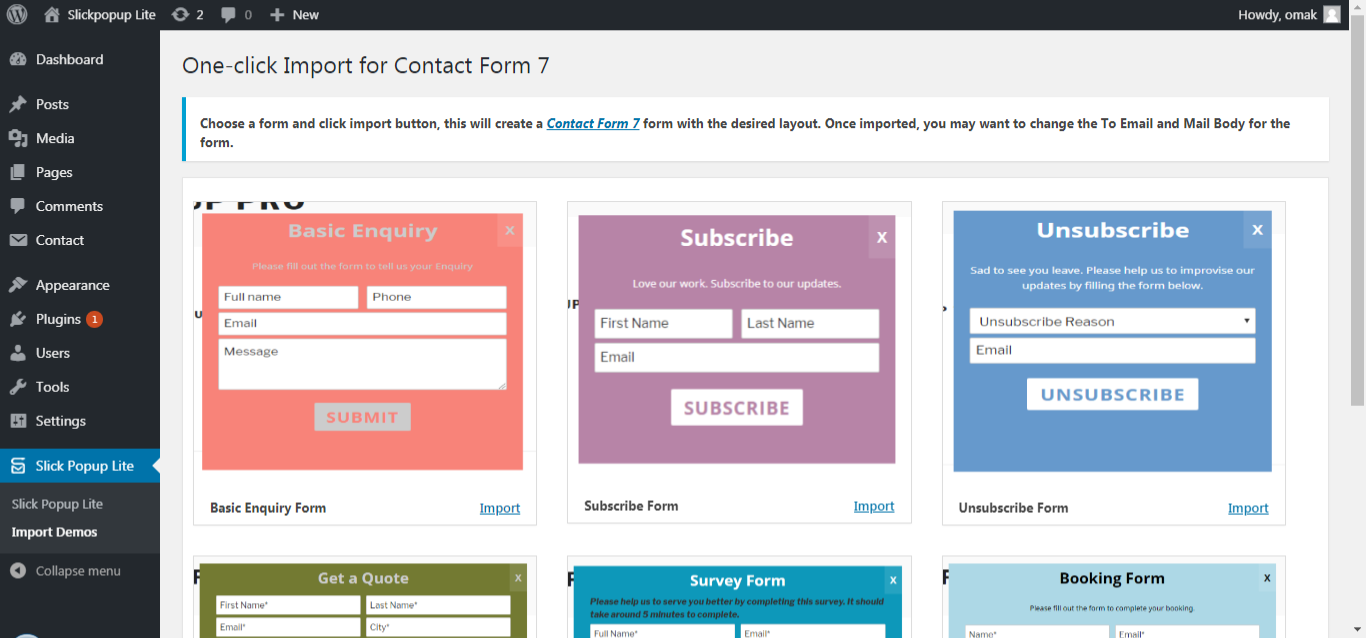 Slickpopup Lite 2 0 New Howdy, omak
Dashboard
Posts
Media
Pages
Comments
Contact
Appearance
Plugins 1
Users
Tools
Settings
Slick Popup Lite
Slick Popup Lite
Import Demos
Collapse menu
One-click Import for Contact Form 7
Choose a form and click import button, this will create a Contact Form 7 form with the desired layout. Once imported, you may want to change the To Email and Mail Body for the
form.
Basic Enquiry X
Please fill out the form to tell us your Enquiry
Full name Phone
Email
Message
SUBMIT
Basic Enquiry Form Import
Subscribe X
Love our work. Subscribe to our updates.
First Name Last Name
Email
SUBSCRIBE
Subscribe Form Import
Unsubscribe X
Sad to see you leave. Please help us to improvise our
updates by filling the form below.
Unsubscribe Reason
Email
UNSUBSCRIBE
Unsubscribe Form Import
Get a Quote X
First Name* Last Name*
Email* City*
Survey Form X
Please help us to serve you better by completing this survey. It should
take around 5 minutes to complete.
Full Name* Email*
Booking Form X
Please fill out the form to complete your booking.
Name* Email*